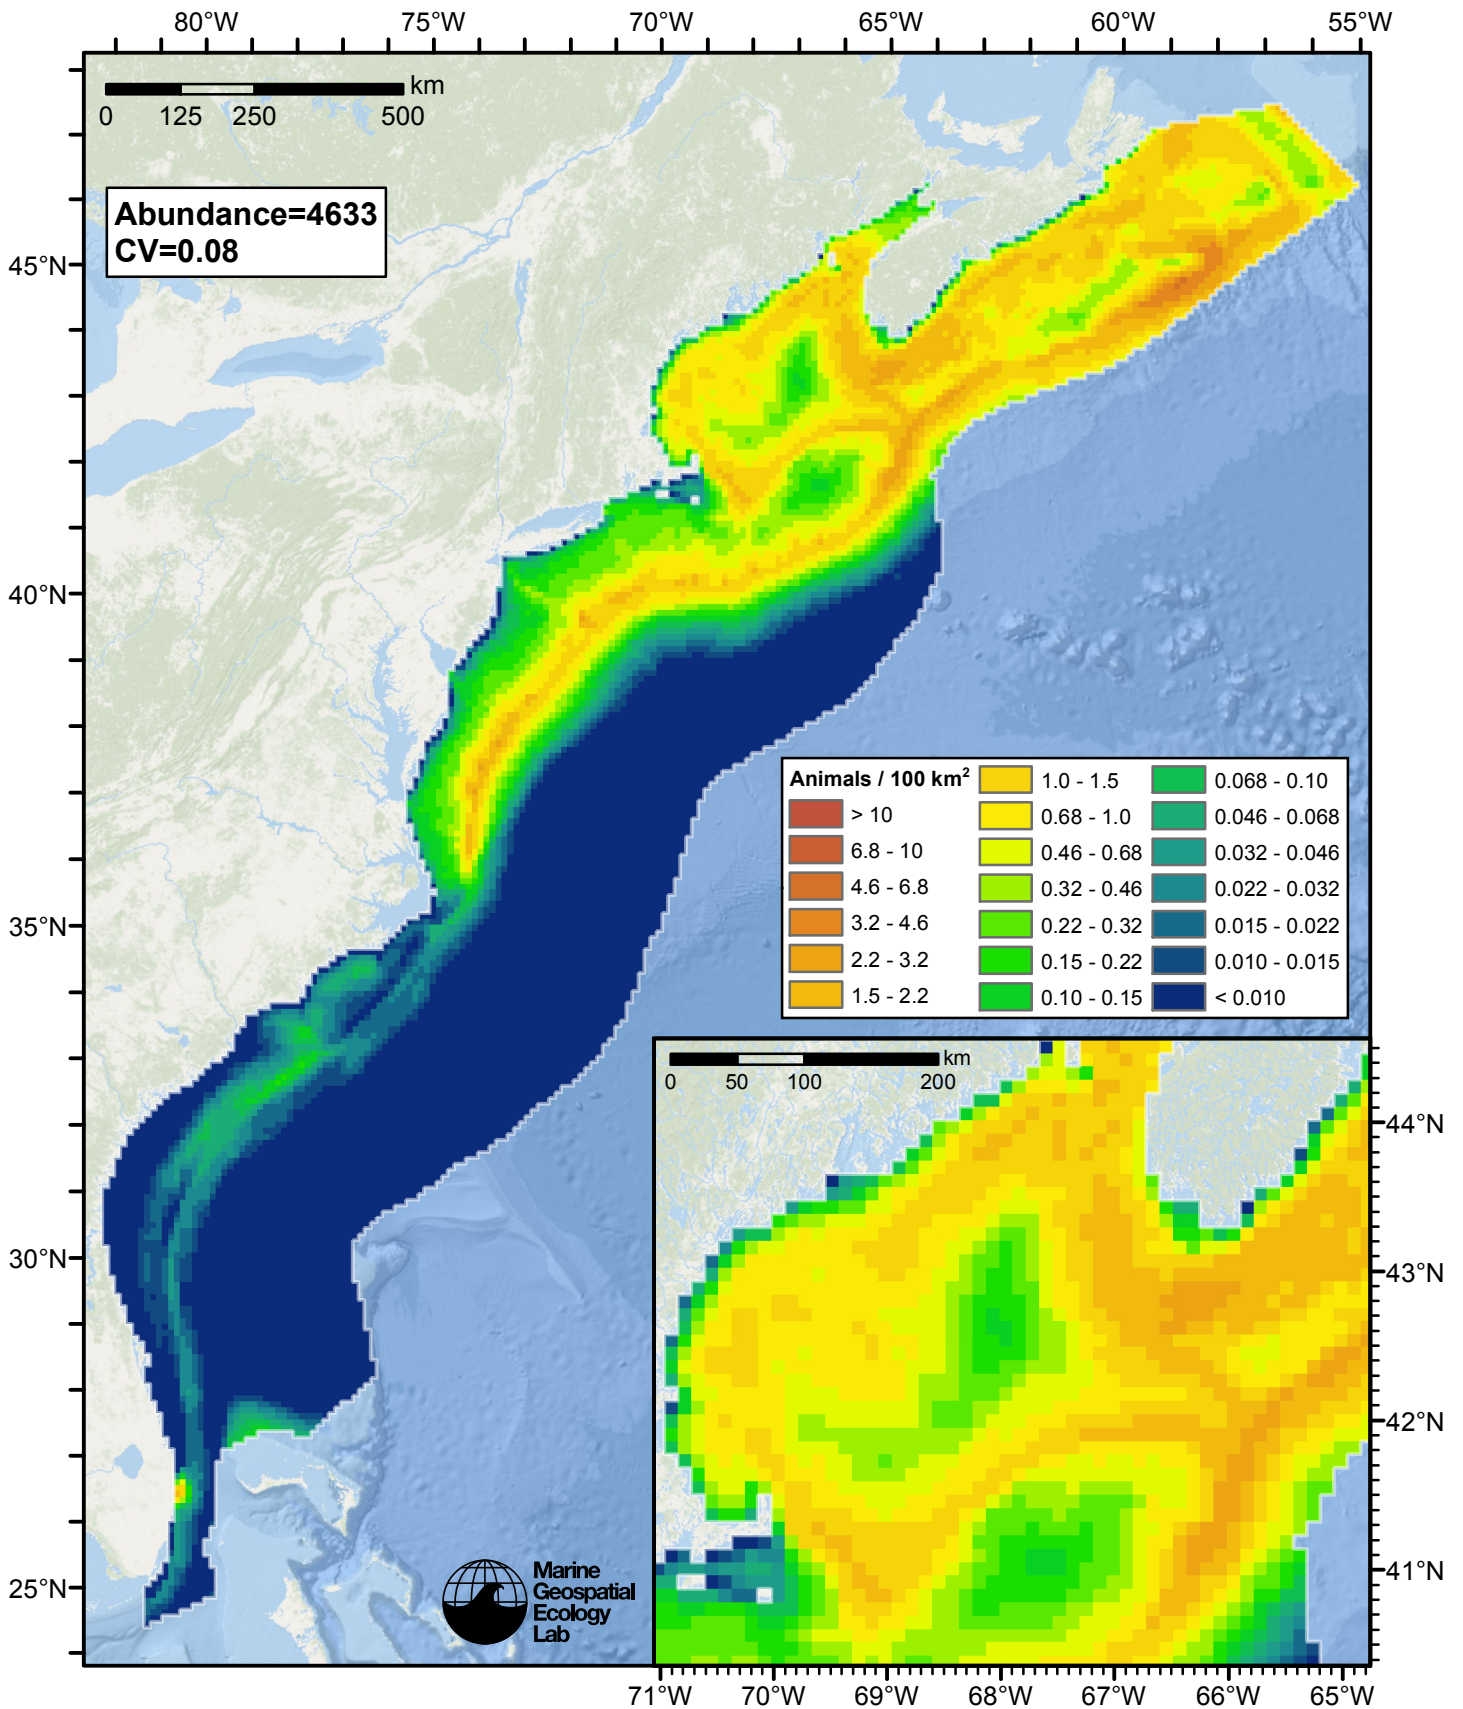 80°W 75°W 70°W 65°W 60°W 55°W
km
0 125 250 500
Abundance=4633
CV=0.08
45°N
40°N
35°N
30°N
25°N
Animals / 100 km²
> 10
6.8 - 10
4.6 - 6.8
3.2 - 4.6
2.2 - 3.2
1.5 - 2.2
1.0 - 1.5
0.68 - 1.0
0.46 - 0.68
0.32 - 0.46
0.22 - 0.32
0.15 - 0.22
0.10 - 0.15
0.068 - 0.10
0.046 - 0.068
0.032 - 0.046
0.022 - 0.032
0.015 - 0.022
0.010 - 0.015
< 0.010
km
0 50 100 200
44°N
43°N
42°N
41°N
Marine
Geospatial
Ecology
Lab
71°W 70°W 69°W 68°W 67°W 66°W 65°W